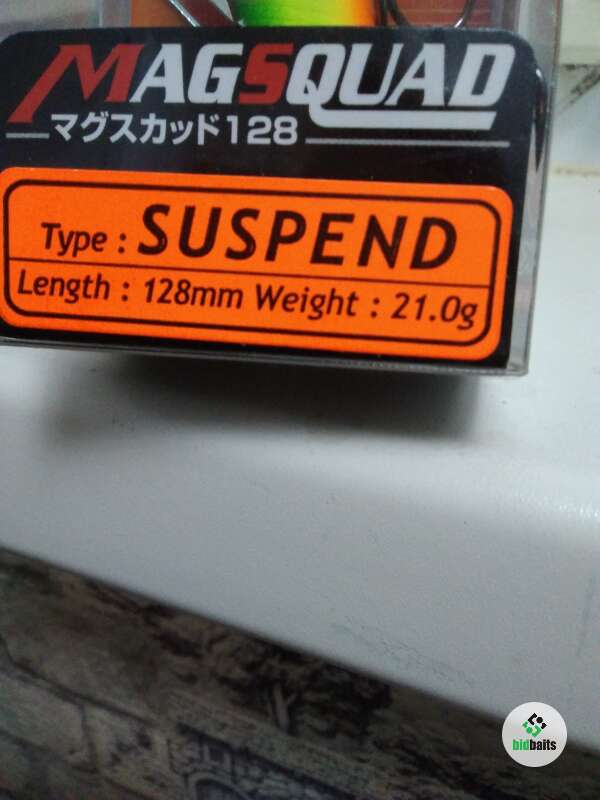 MAGSQUAD
マグスカッド128
Type : SUSPEND
Length : 128mm Weight : 21.0g
bidbaits